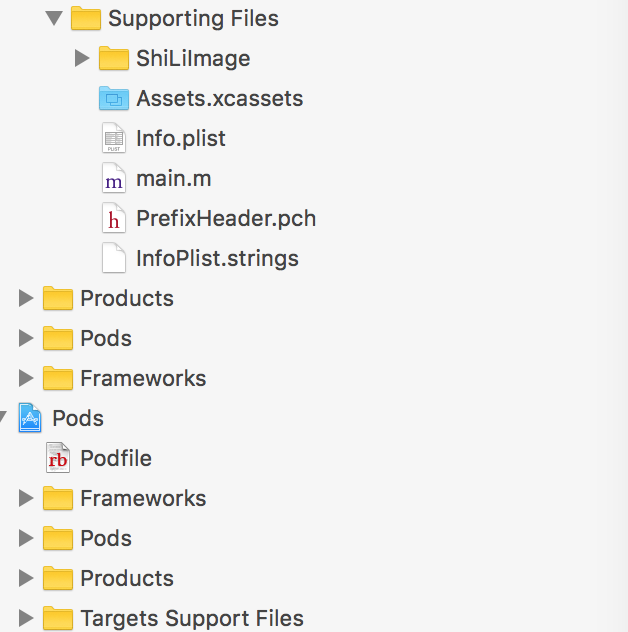 Supporting Files
ShiLiImage
Assets.xcassets
Info.plist
main.m
PrefixHeader.pch
InfoPlist.strings
Products
Pods
Frameworks
Pods
Podfile
Frameworks
Pods
Products
Targets Support Files